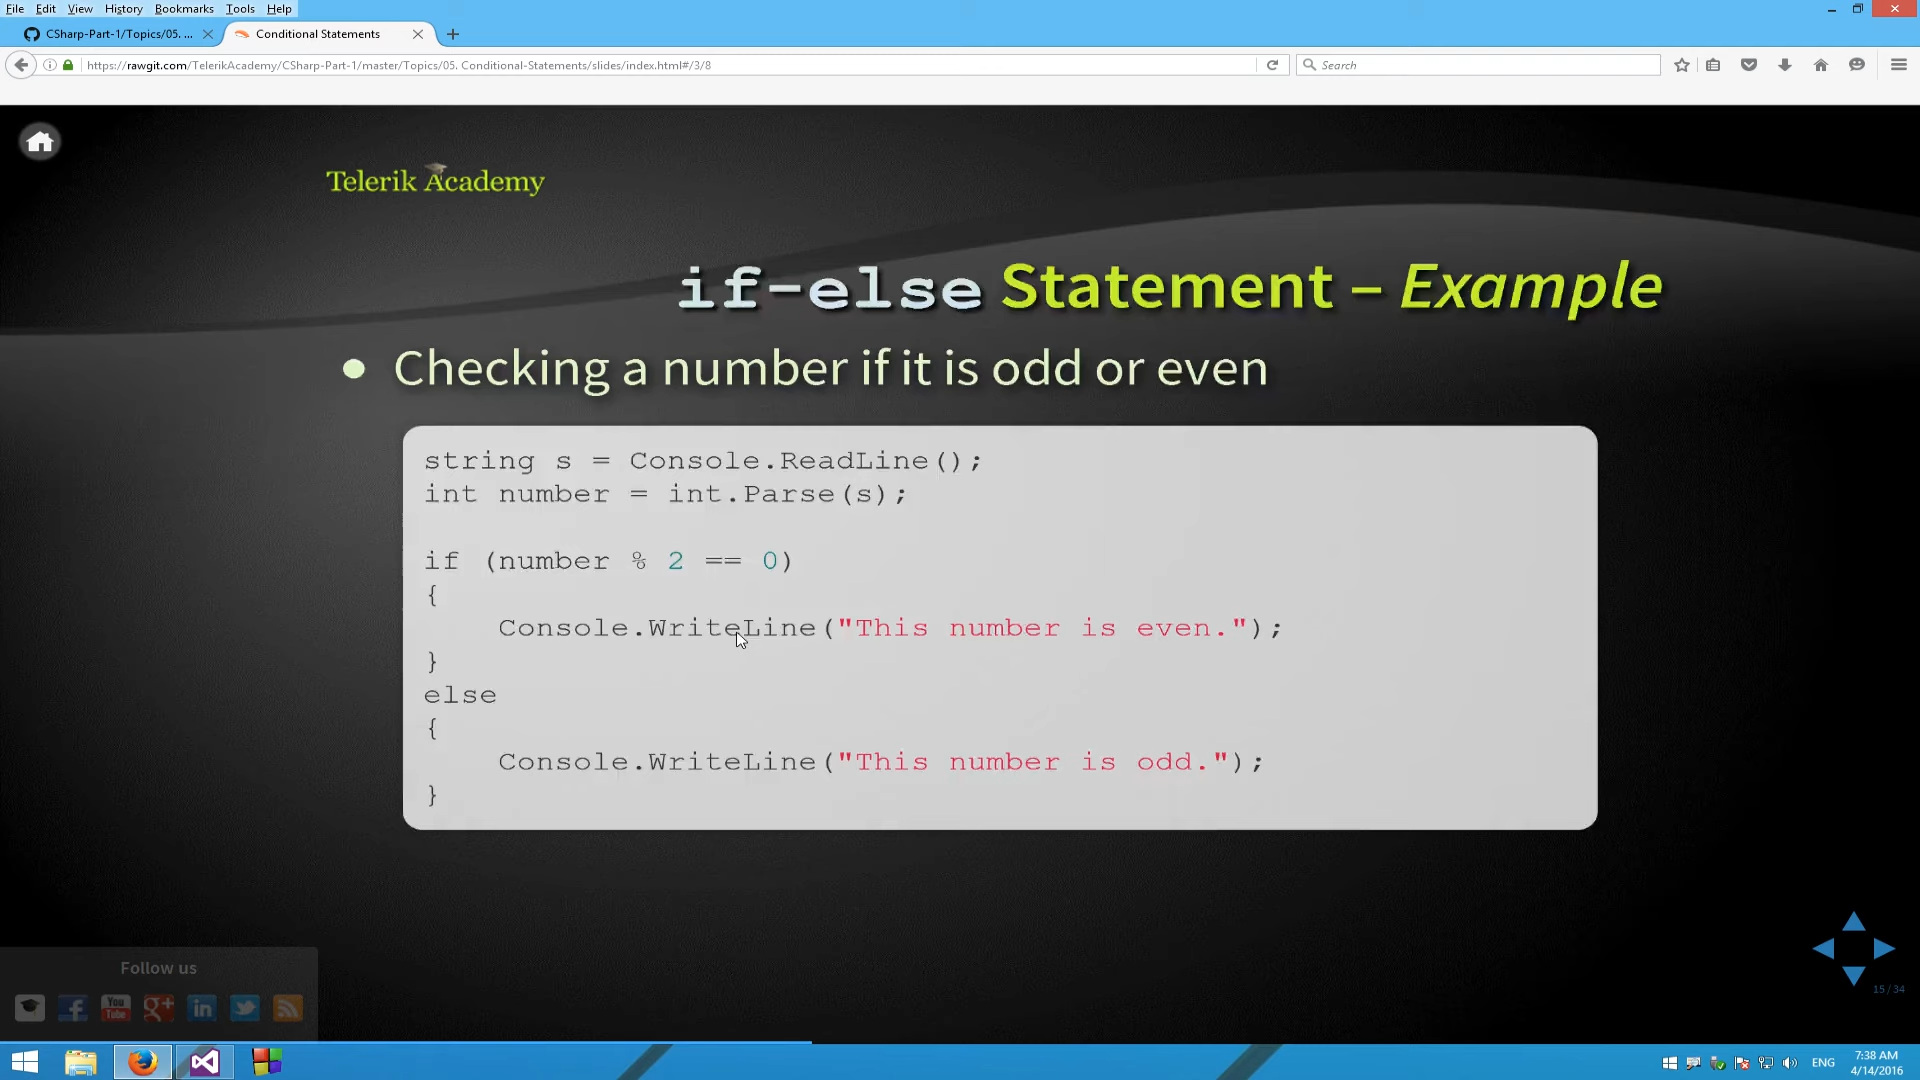 File Edit View History Bookmarks Tools Help
CSharp-Part-1/Topics/05. ...
Conditional Statements
https://rawgit.com/TelerikAcademy/CSharp-Part-1/master/Topics/05. Conditional-Statements/slides/index.html#/3/8
Search
Telerik Academy
if-else Statement – Example
Checking a number if it is odd or even
string s = Console.ReadLine();
int number = int.Parse(s);
if (number % 2 == 0)
{
Console.WriteLine("This number is even.");
}
else
{
Console.WriteLine("This number is odd.");
}
Follow us
You Tube
g+
in
15 / 34
ENG
7:38 AM
4/14/2016